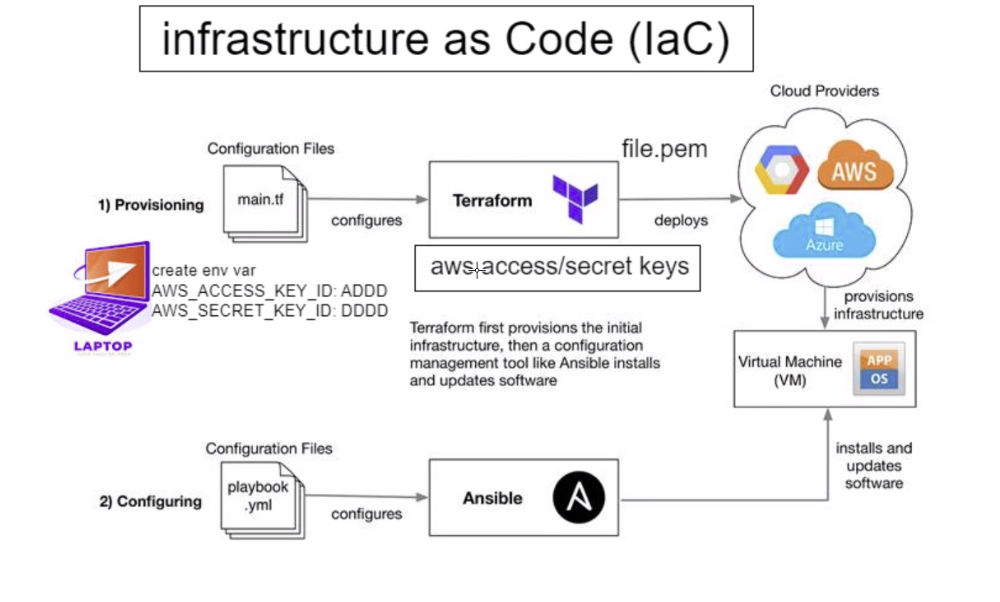 infrastructure as Code (IaC)
Cloud Providers
Configuration Files
file.pem
1) Provisioning
main.tf
configures
Terraform
deploys
AWS
Azure
create env var
AWS_ACCESS_KEY_ID: ADDD
AWS_SECRET_KEY_ID: DDDD
LAPTOP
aws access/secret keys
provisions
infrastructure
Terraform first provisions the initial
infrastructure, then a configuration
management tool like Ansible installs
and updates software
Virtual Machine
(VM)
APP
OS
Configuration Files
2) Configuring
playbook
.yml
configures
Ansible
installs and
updates
software